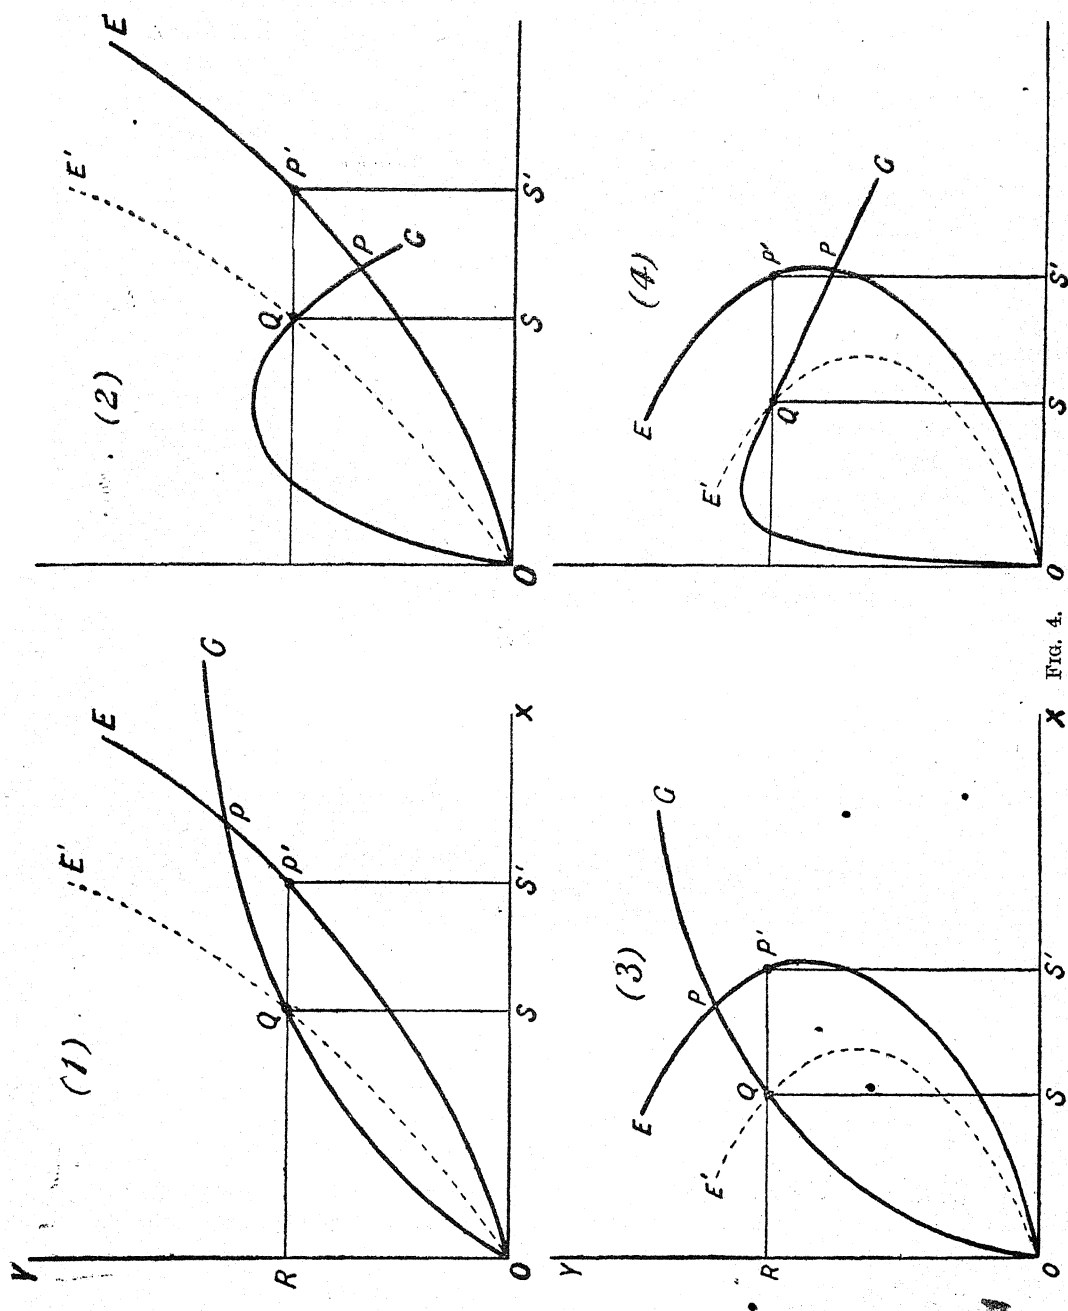 (1)
Y
E'
E
G
P
Q
P'
R
O
S
S'
X
(2)
E'
E
Q
P'
P
G
O
S
S'
(3)
Y
E
G
P
E'
Q
P'
R
O
S
S'
X
(4)
E
E'
P'
G
P
Q
O
S
S'
FIG. 4.